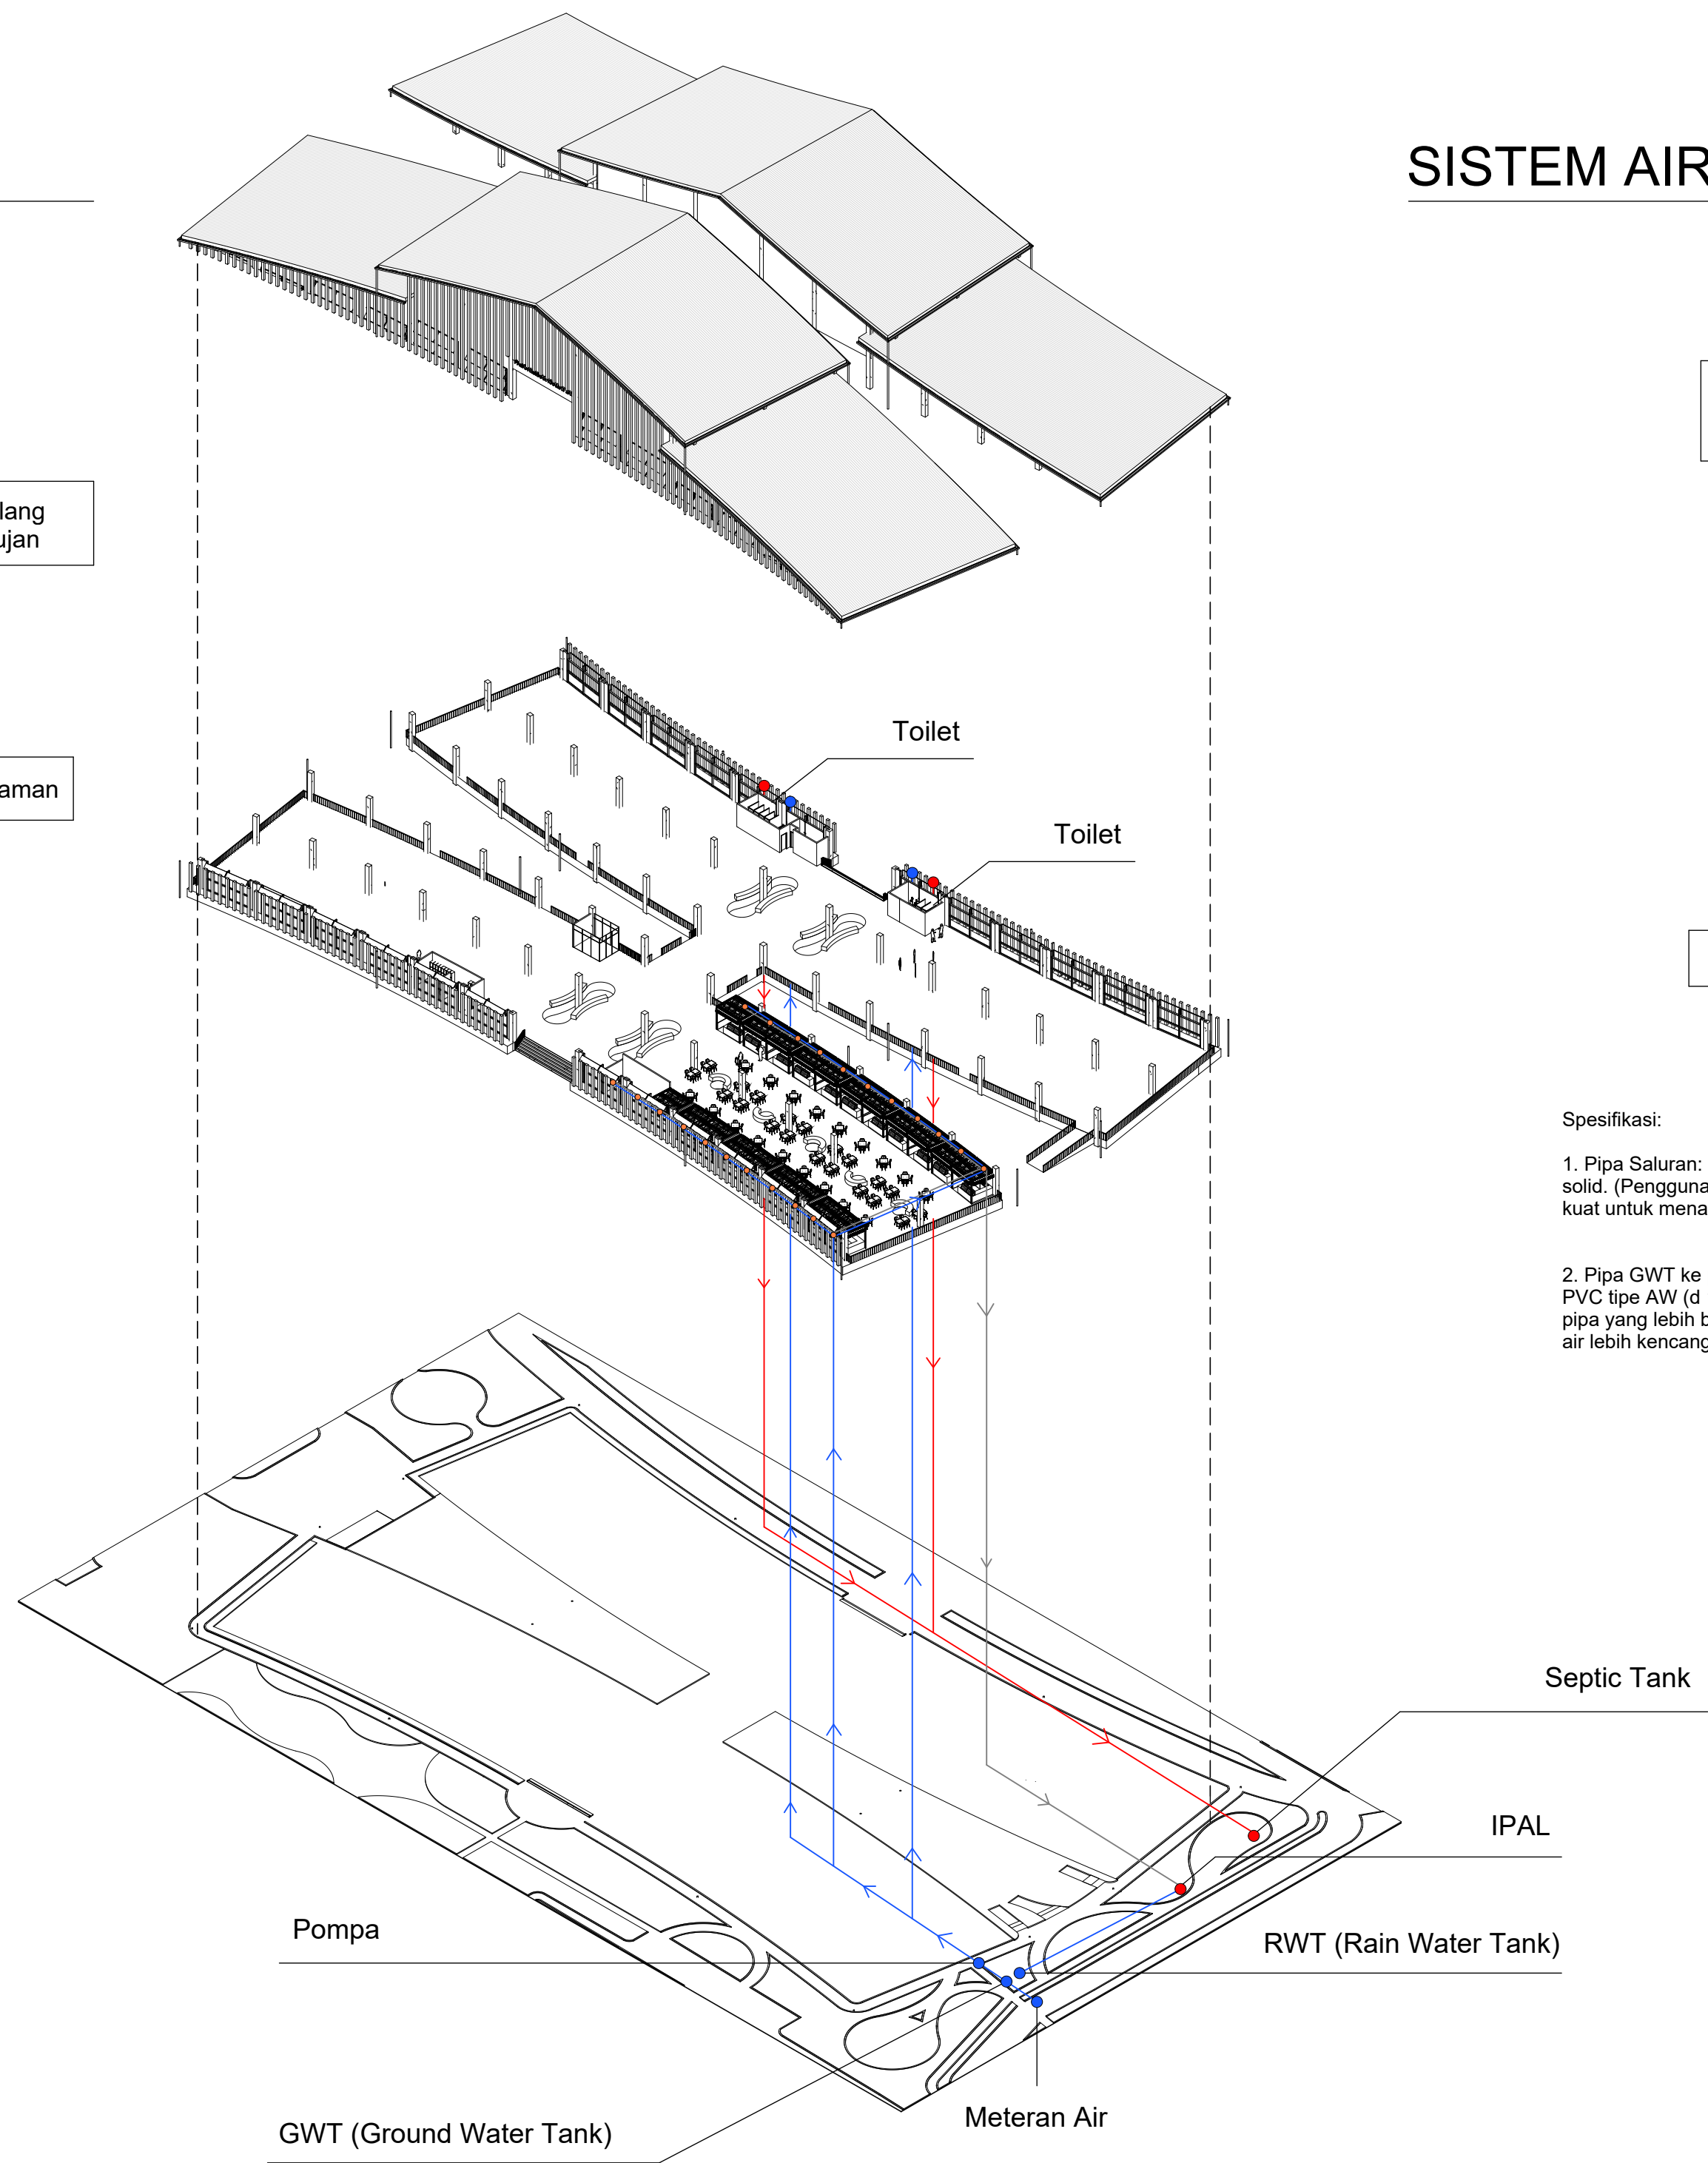 SISTEM AIR
lang
ujan
aman
Toilet
Toilet
Spesifikasi:
1. Pipa Saluran:
solid. (Pengguna
kuat untuk mena
2. Pipa GWT ke
PVC tipe AW (d
pipa yang lebih b
air lebih kencang
Septic Tank
IPAL
Pompa
RWT (Rain Water Tank)
Meteran Air
GWT (Ground Water Tank)